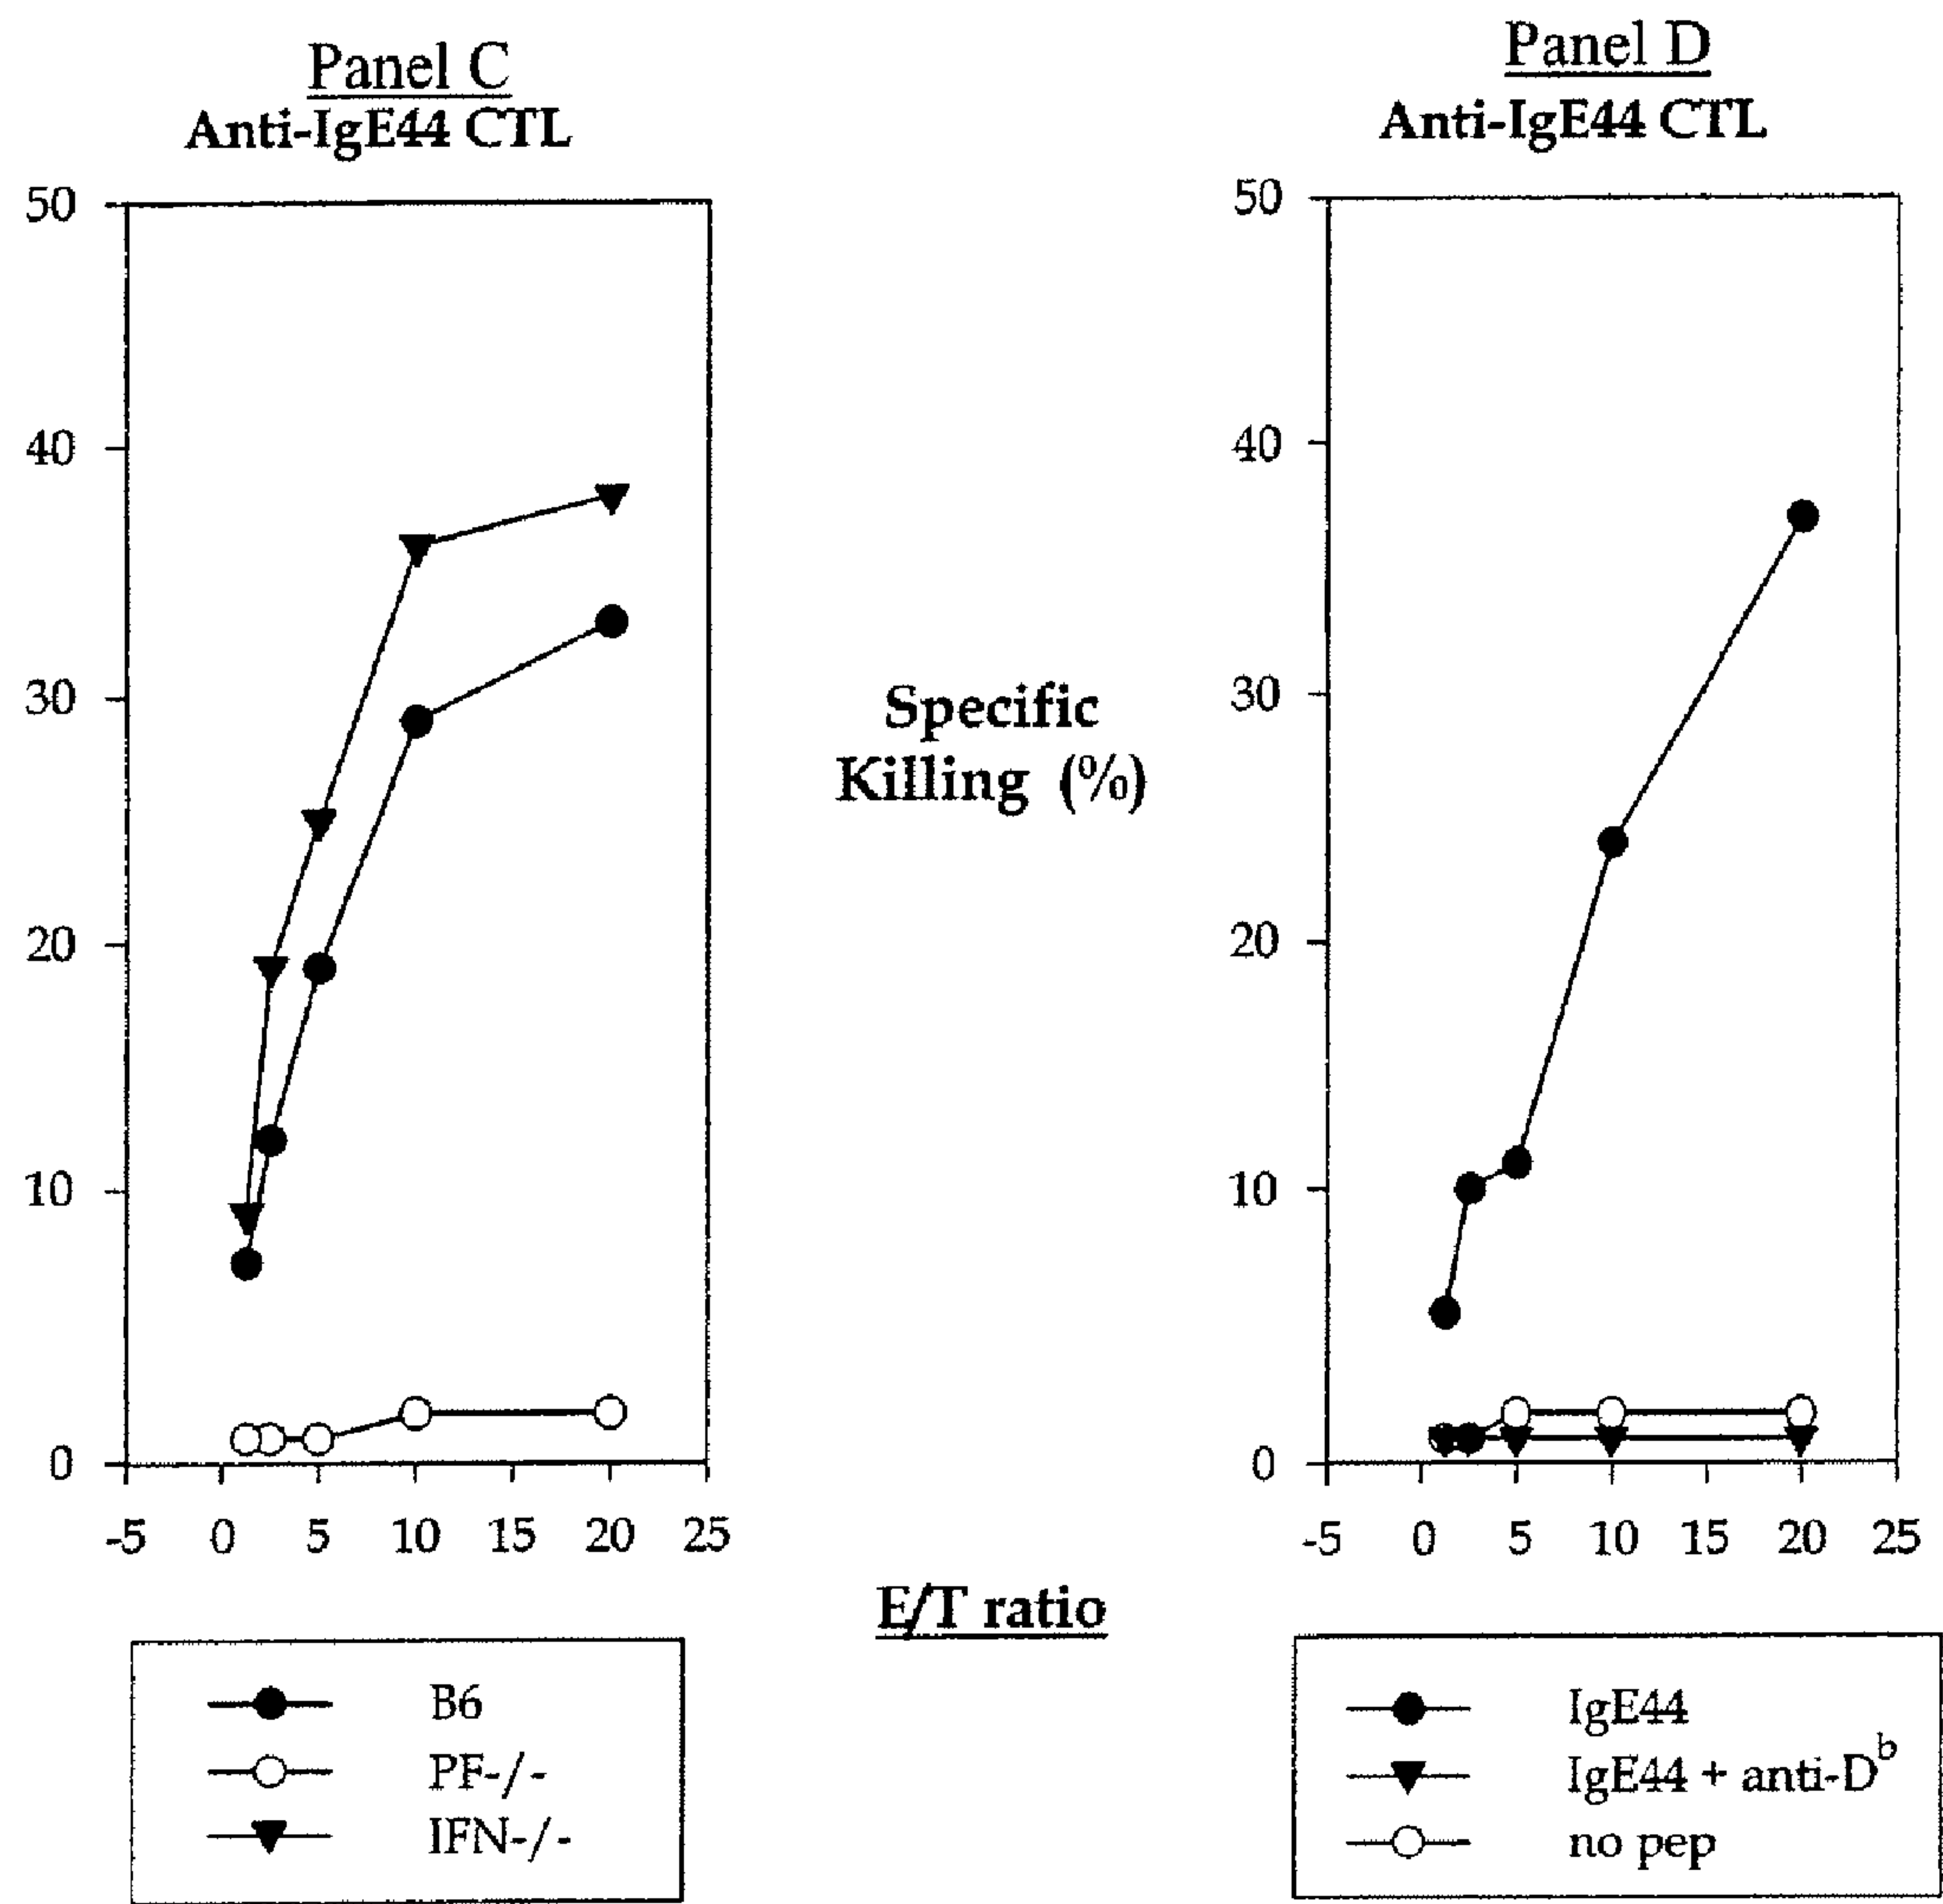 Panel C
Anti-IgE44 CTL
50
40
30
20
10
0
-5 0 5 10 15 20 25
Specific
Killing (%)
E/T ratio
Panel D
Anti-IgE44 CTL
50
40
30
20
10
0
-5 0 5 10 15 20 25
B6
PF-/-
IFN-/-
IgE44
IgE44 + anti-Dᵇ
no pep